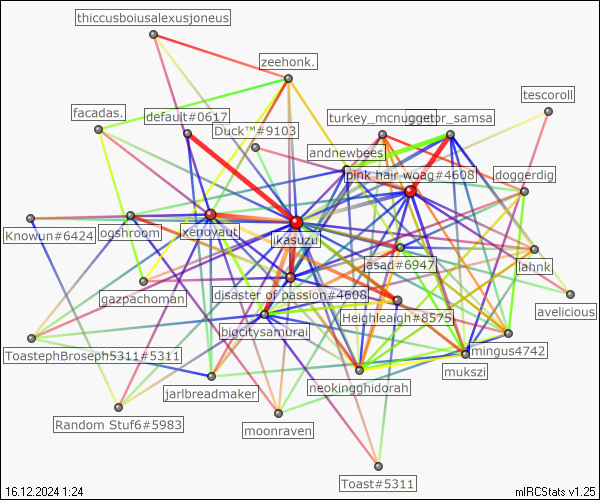 thiccusboiusalexusjoneus
zeehonk.
tescoroll
facadas.
default#0617
turkey_mcnugget
gregor_samsa
Duck™#9103
andnewbees
pink hair woag#4608
doggerdig
Knowun#6424
ogshroom
xenoyaut
ikasuzu
jasad#6947
lahnk
gazpachoman
disaster of passion#4608
avelicious
bigcitysamurai
Heighleaigh#8575
ToastephBroseph5311#5311
mingus4742
mukszi
jarlbreadmaker
neokingghidorah
Random Stuf6#5983
moonraven
Toast#5311
16.12.2024 1:24
mIRCStats v1.25